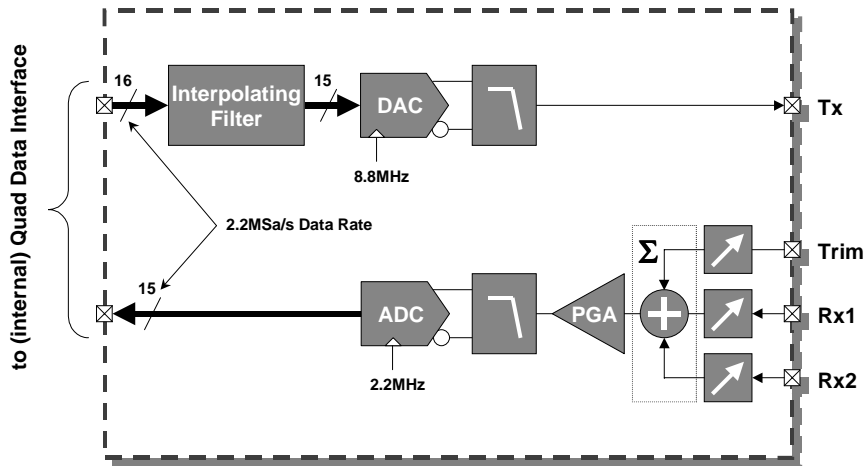 to (internal) Quad Data Interface
16
Interpolating
Filter
15
DAC
8.8MHz
Tx
2.2MSa/s Data Rate
15
ADC
2.2MHz
PGA
Σ
Trim
Rx1
Rx2